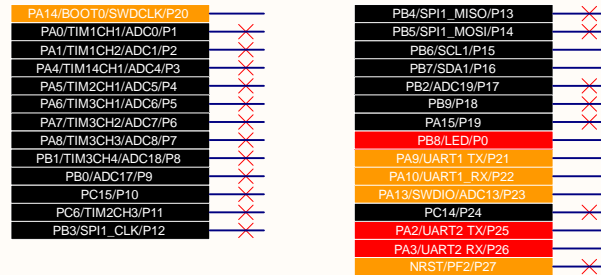 PA14/BOOT0/SWDCLK/P20
PA0/TIM1CH1/ADC0/P1
PA1/TIM1CH2/ADC1/P2
PA4/TIM14CH1/ADC4/P3
PA5/TIM2CH1/ADC5/P4
PA6/TIM3CH1/ADC6/P5
PA7/TIM3CH2/ADC7/P6
PA8/TIM3CH3/ADC8/P7
PB1/TIM3CH4/ADC18/P8
PB0/ADC17/P9
PC15/P10
PC6/TIM2CH3/P11
PB3/SPI1_CLK/P12
PB4/SPI1_MISO/P13
PB5/SPI1_MOSI/P14
PB6/SCL1/P15
PB7/SDA1/P16
PB2/ADC19/P17
PB9/P18
PA15/P19
PB8/LED/P0
PA9/UART1 TX/P21
PA10/UART1_RX/P22
PA13/SWDIO/ADC13/P23
PC14/P24
PA2/UART2 TX/P25
PA3/UART2 RX/P26
NRST/PF2/P27